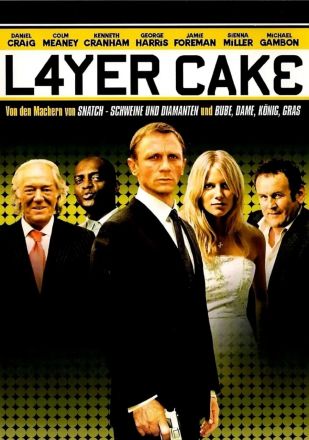 DANIEL CRAIG COLM MEANEY KENNETH CRANHAM GEORGE HARRIS JAMIE FOREMAN SIENNA MILLER MICHAEL GAMBON
L4YER CAKE
VON DEN MACHERN VON SNATCH - SCHWEINE UND DIAMANTEN UND BUBE, DAME, KÖNIG, GRAS